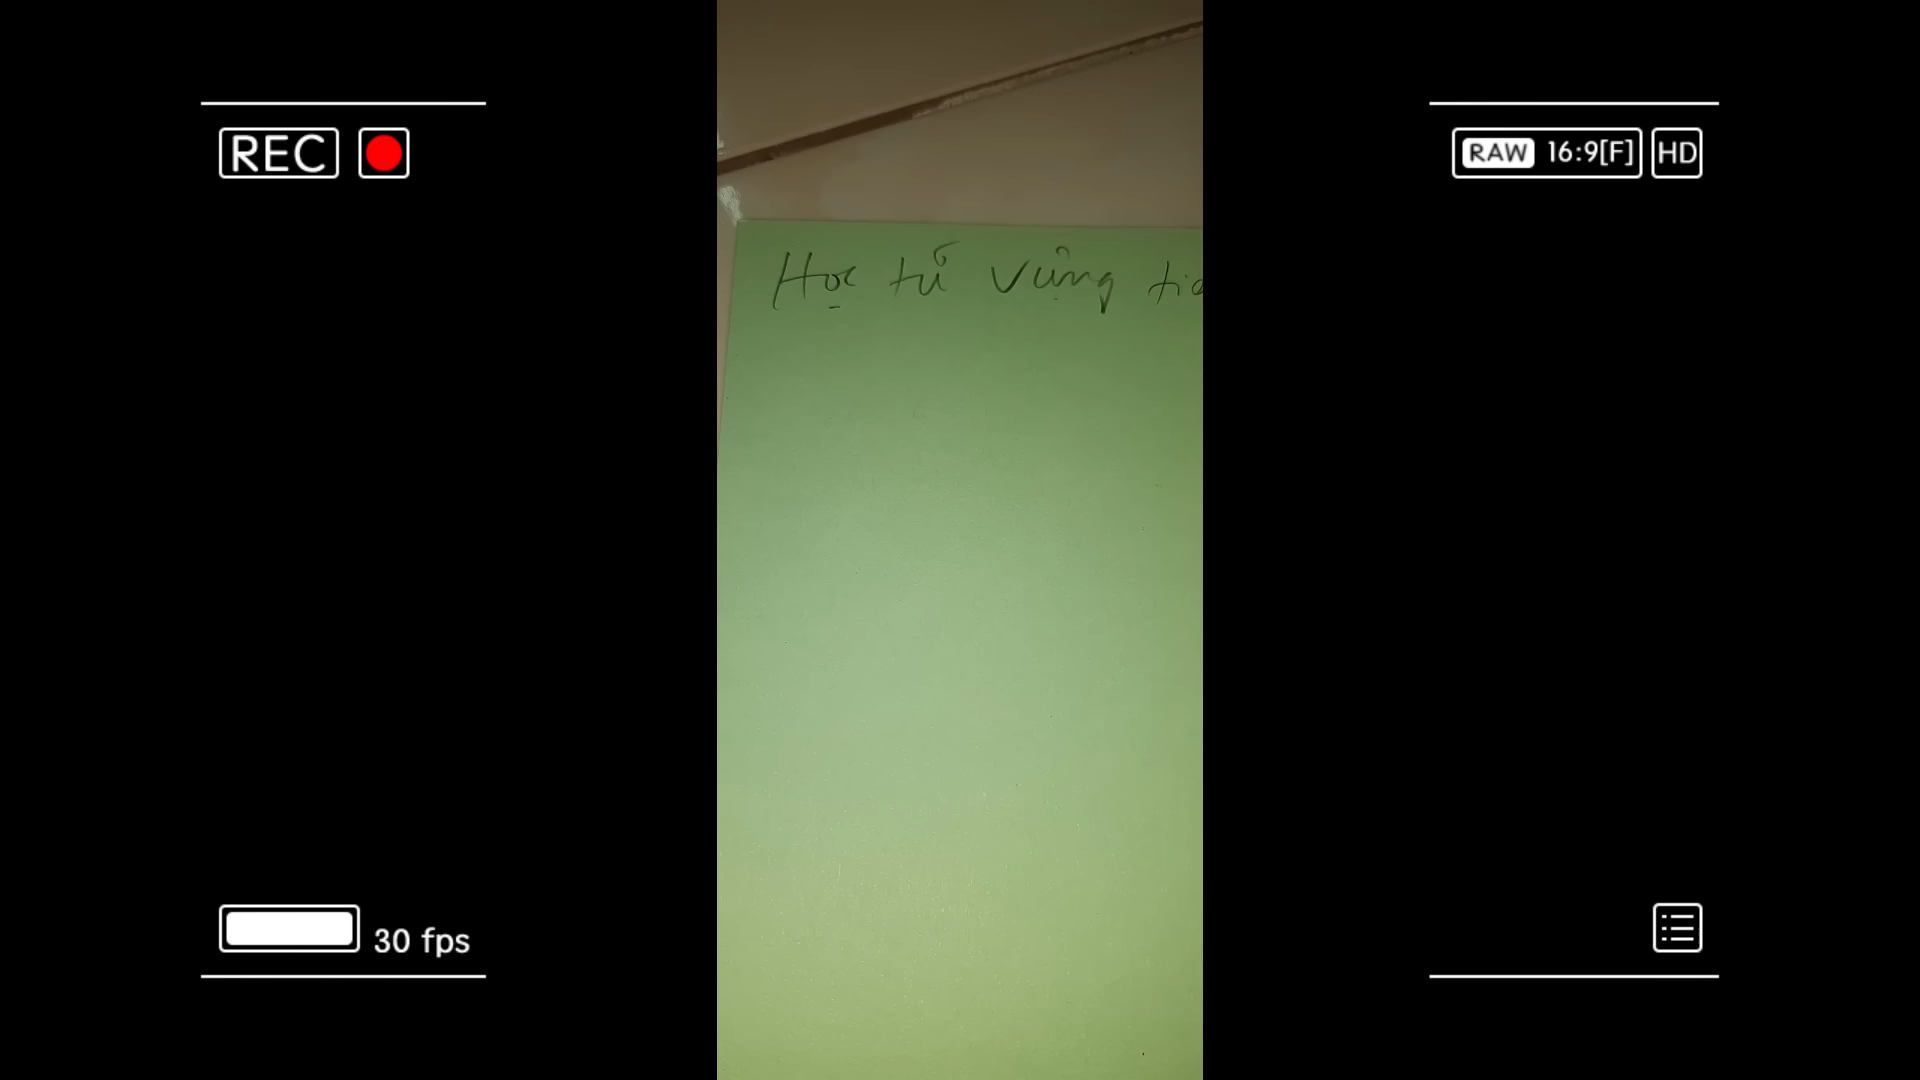 REC
RAW 16:9[F] HD
Học từ vựng
30 fps